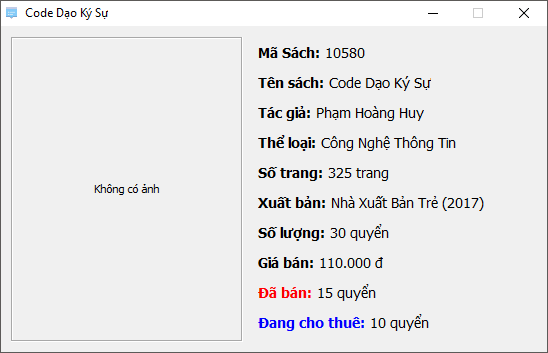 Code Dạo Ký Sự
Không có ảnh
Mã Sách: 10580
Tên sách: Code Dạo Ký Sự
Tác giả: Phạm Hoàng Huy
Thể loại: Công Nghệ Thông Tin
Số trang: 325 trang
Xuất bản: Nhà Xuất Bản Trẻ (2017)
Số lượng: 30 quyển
Giá bán: 110.000 đ
Đã bán: 15 quyển
Đang cho thuê: 10 quyển